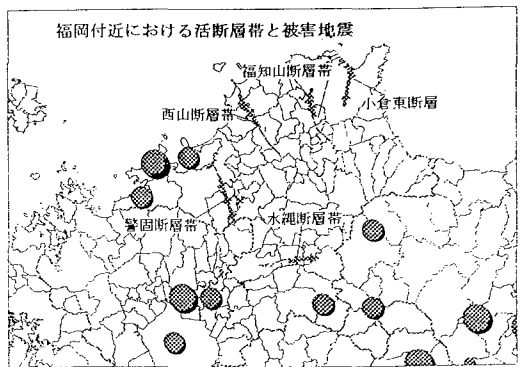 福岡付近における活断層帯と被害地震
福知山断層帯
小倉東断層
西山断層帯
警固断層帯
水縄断層帯